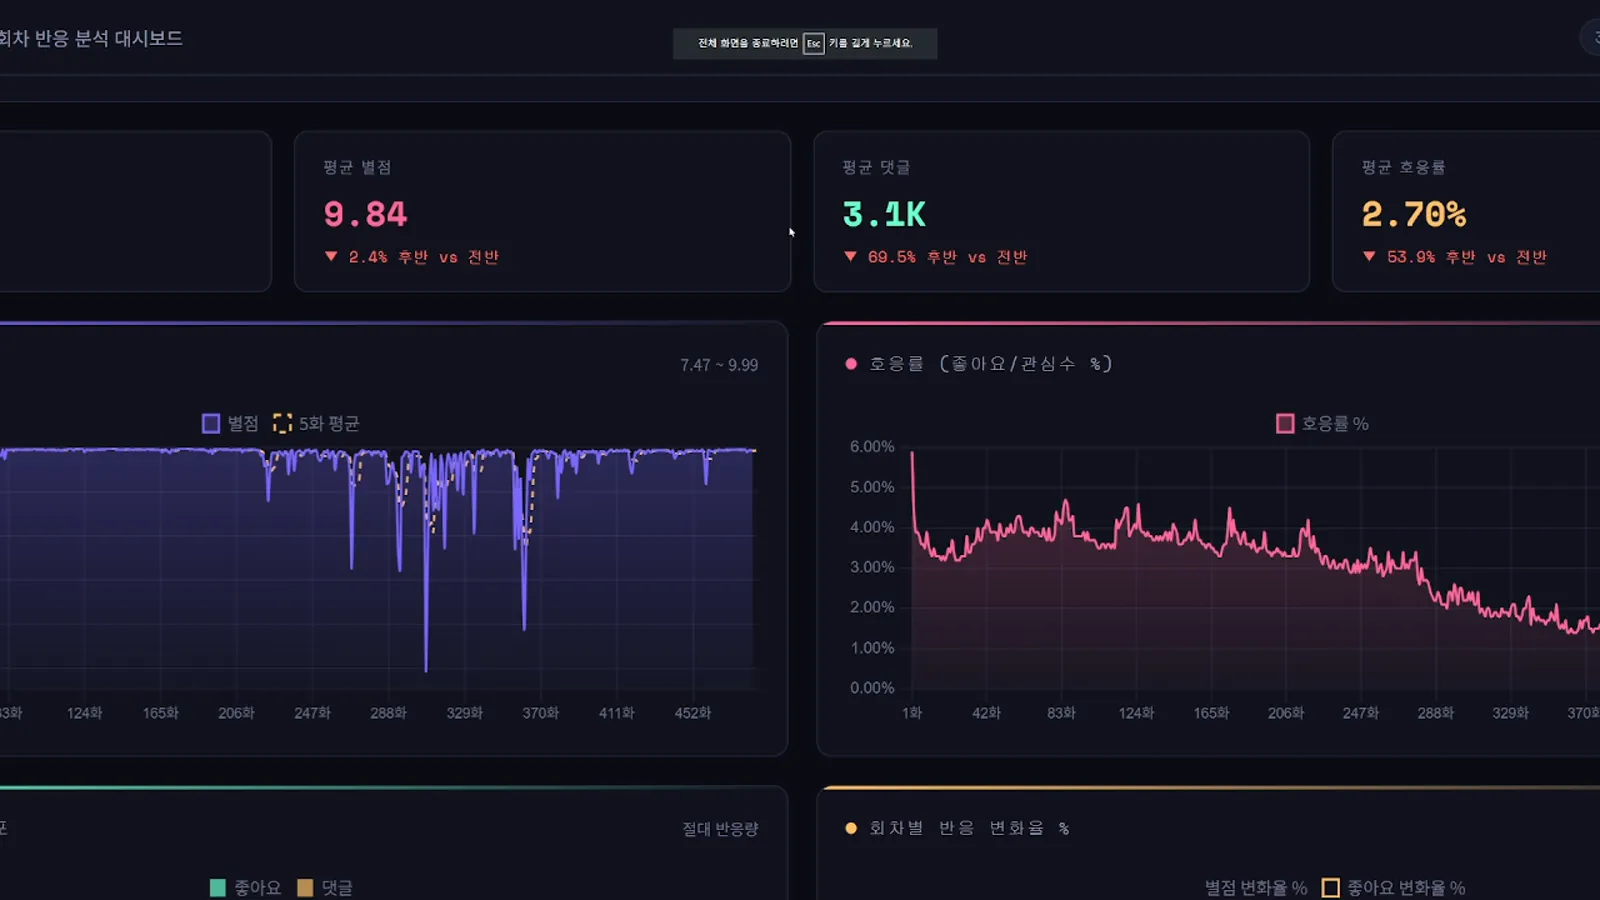 회차 반응 분석 대시보드
전체 화면을 종료하려면 Esc 키를 길게 누르세요.
평균 별점
9.84
▼ 2.4% 후반 vs 전반
평균 댓글
3.1K
▼ 69.5% 후반 vs 전반
평균 호응률
2.70%
▼ 53.9% 후반 vs 전반
7.47 ~ 9.99
별점 5화 평균
124화 165화 206화 247화 288화 329화 370화 411화 452화
호응률 (좋아요/관심수 %)
호응률 %
6.00%
5.00%
4.00%
3.00%
2.00%
1.00%
0.00%
1화 42화 83화 124화 165화 206화 247화 288화 329화 370화
절대 반응량
좋아요 댓글
회차별 반응 변화율 %
별점 변화율 % 좋아요 변화율 %